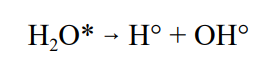 H₂O* → H° + OH°